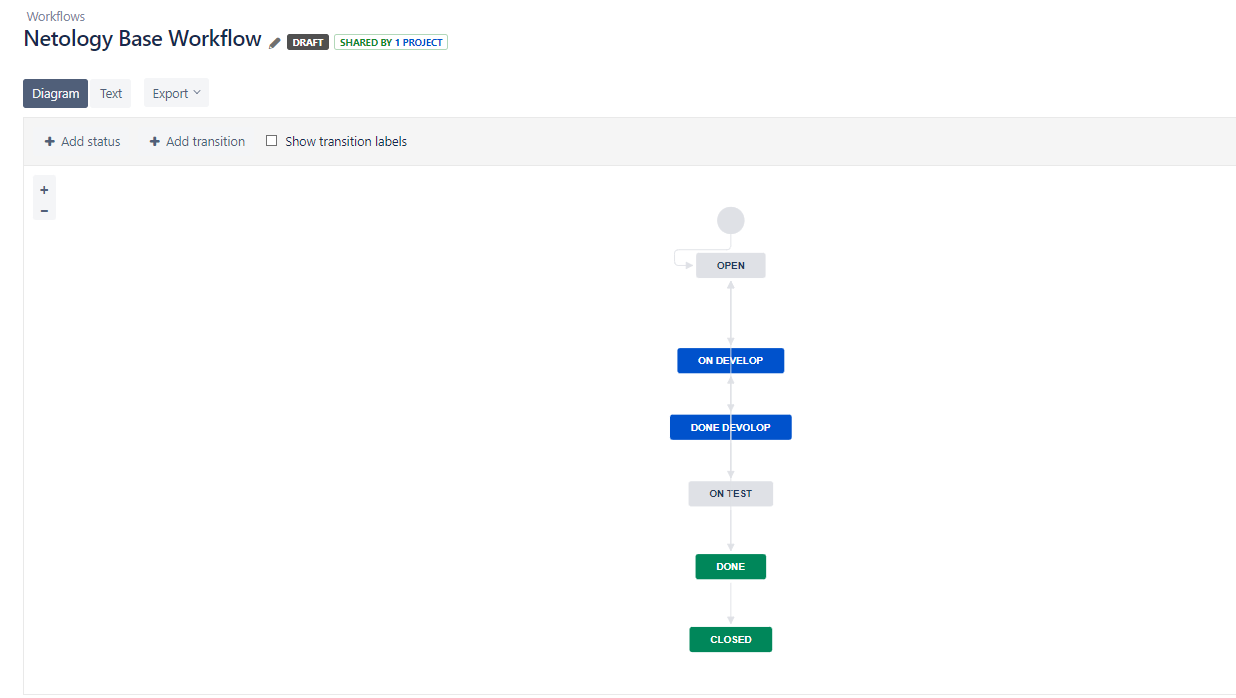 Workflows
Netology Base Workflow DRAFT SHARED BY 1 PROJECT
Diagram Text Export
+ Add status + Add transition Show transition labels
+
−
OPEN
ON DEVELOP
DONE DEVOLOP
ON TEST
DONE
CLOSED